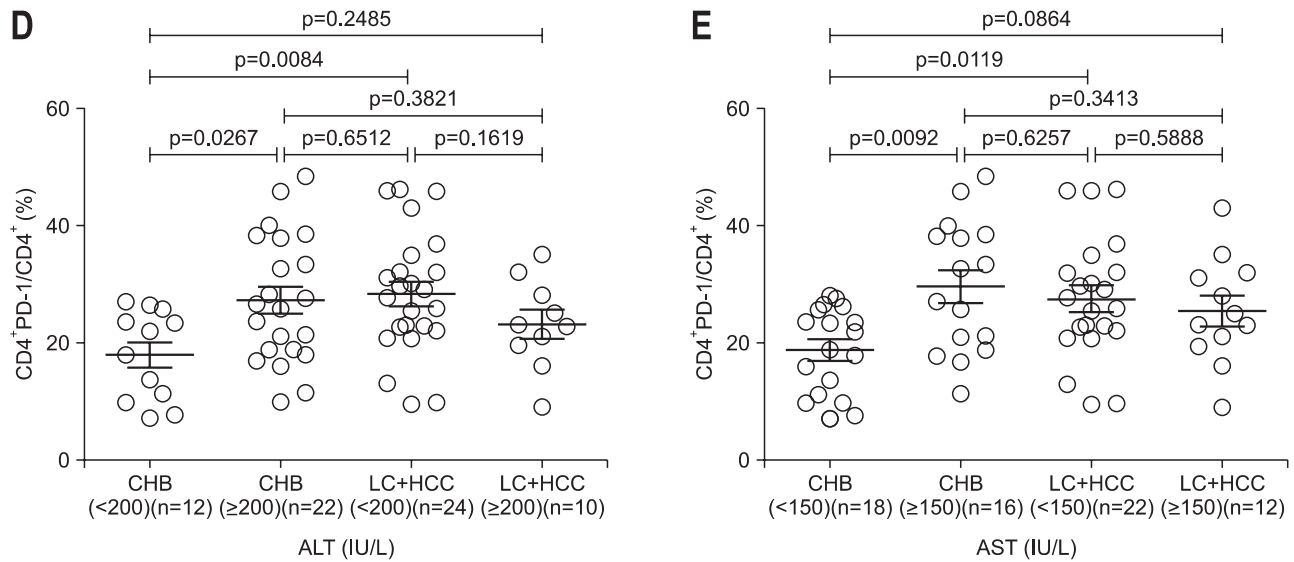 D
p=0.2485
p=0.0084
p=0.3821
p=0.0267 p=0.6512 p=0.1619
CD4⁺PD-1/CD4⁺ (%)
60
40
20
0
CHB CHB LC+HCC LC+HCC
(<200)(n=12) (≥200)(n=22) (<200)(n=24) (≥200)(n=10)
ALT (IU/L)
E
p=0.0864
p=0.0119
p=0.3413
p=0.0092 p=0.6257 p=0.5888
CD4⁺PD-1/CD4⁺ (%)
60
40
20
0
CHB CHB LC+HCC LC+HCC
(<150)(n=18) (≥150)(n=16) (<150)(n=22) (≥150)(n=12)
AST (IU/L)